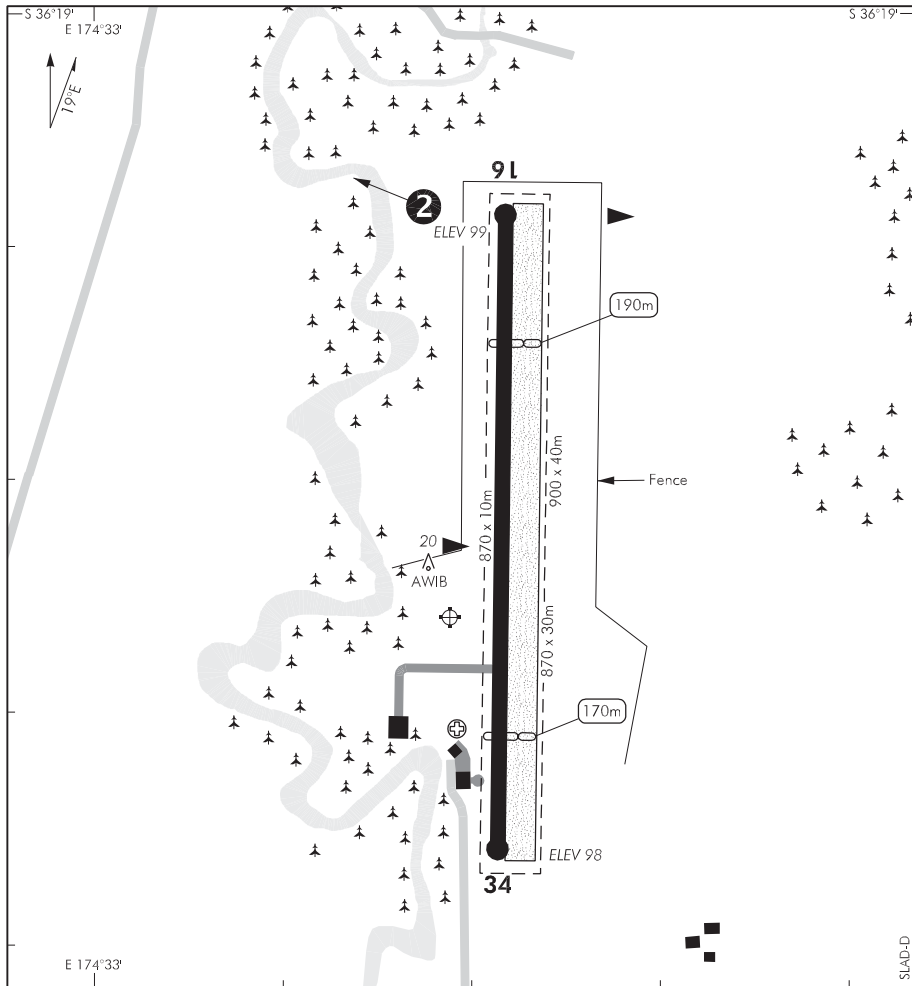 S 36°19'
S 36°19'
E 174°33'
19°E
16
2
ELEV 99
190m
900 x 40m
Fence
870 x 10m
20
AWIB
870 x 30m
170m
ELEV 98
34
E 174°33'
SLAD-D